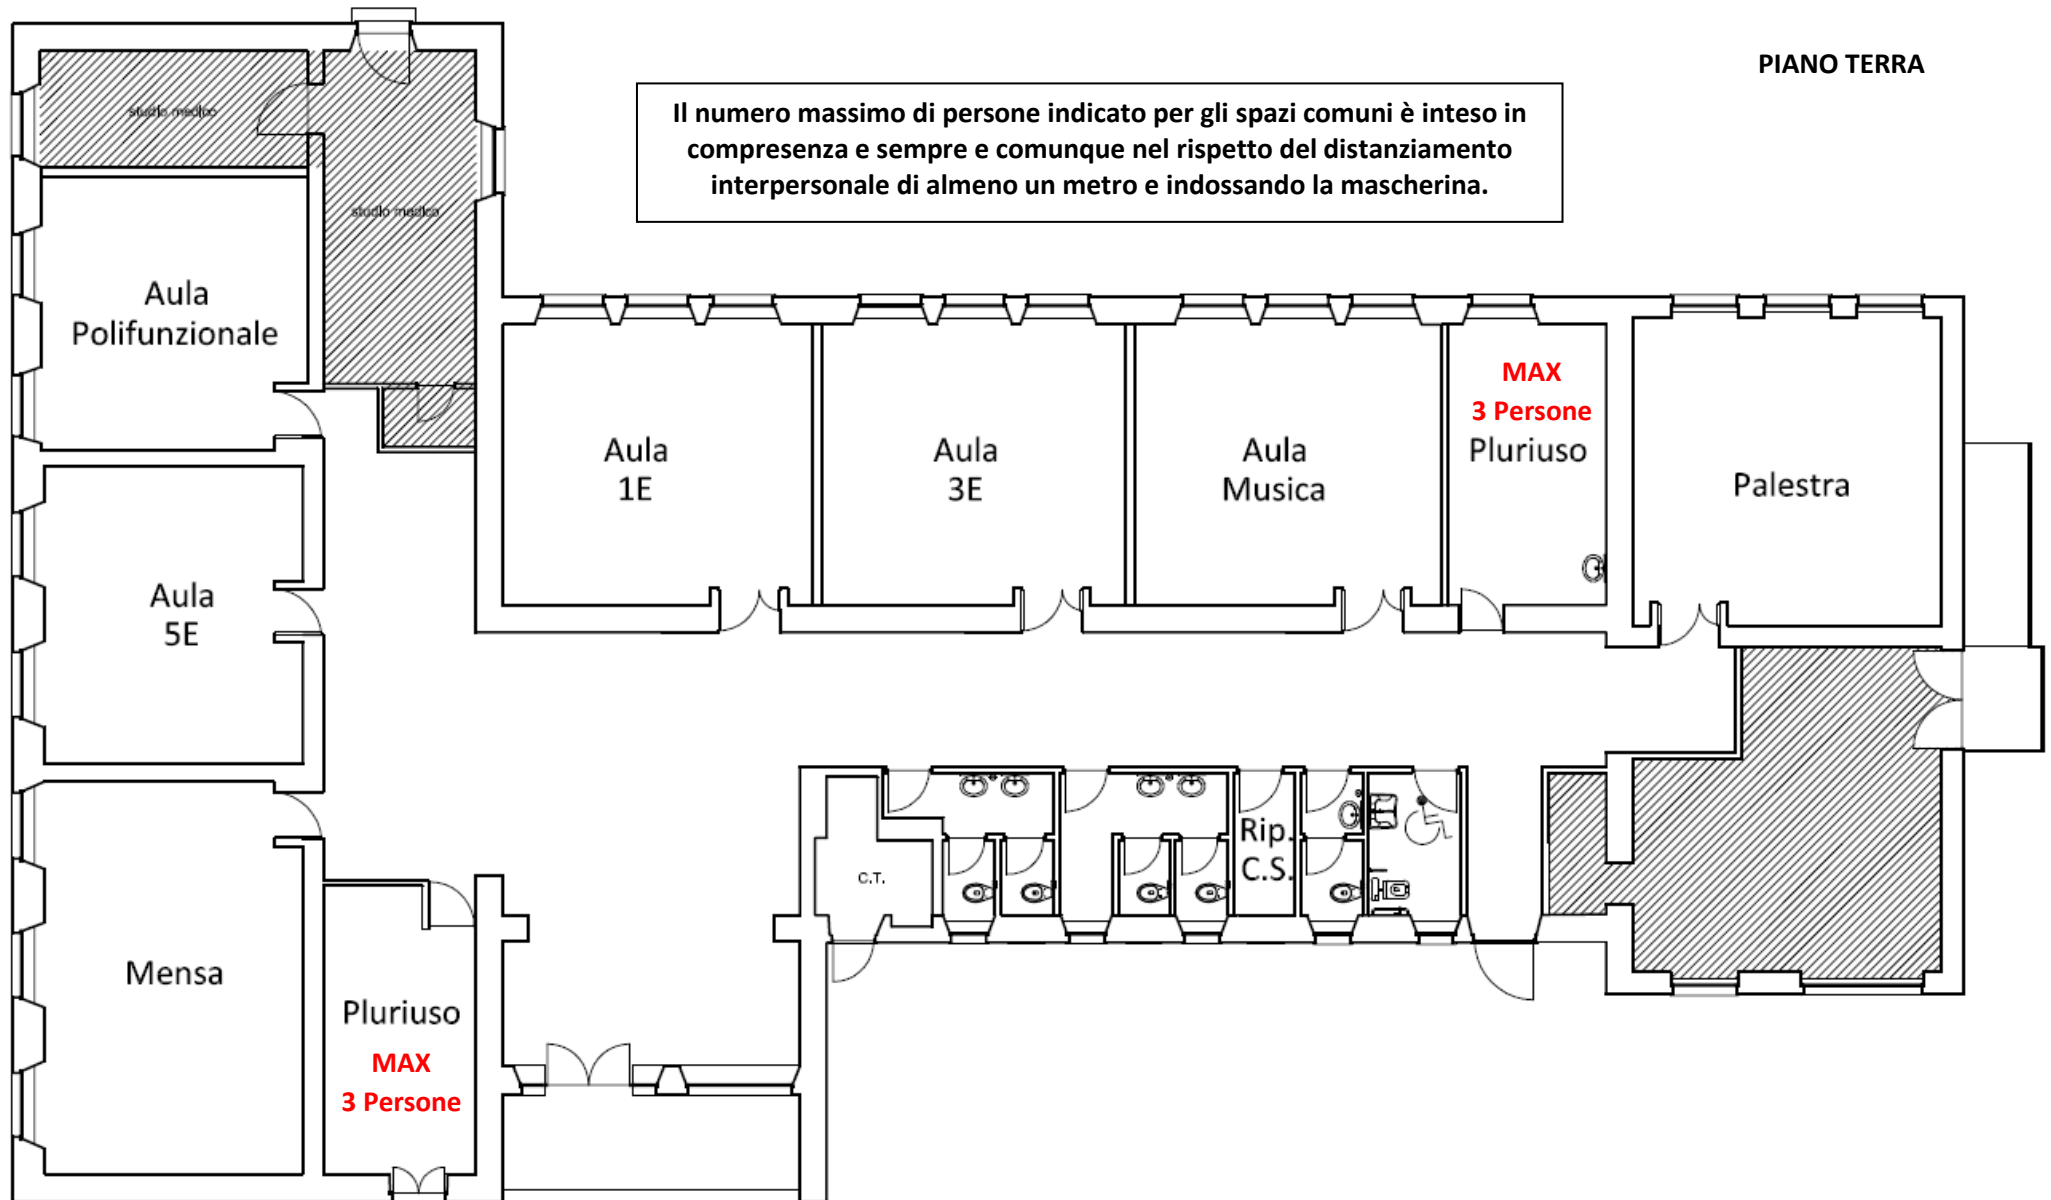 PIANO TERRA
Il numero massimo di persone indicato per gli spazi comuni è inteso in
compresenza e sempre e comunque nel rispetto del distanziamento
interpersonale di almeno un metro e indossando la mascherina.
studio medico
studio medico
Aula
Polifunzionale
Aula
1E
Aula
3E
Aula
Musica
MAX
3 Persone
Pluriuso
Palestra
Aula
5E
Rip.
C.S.
C.T.
Mensa
Pluriuso
MAX
3 Persone